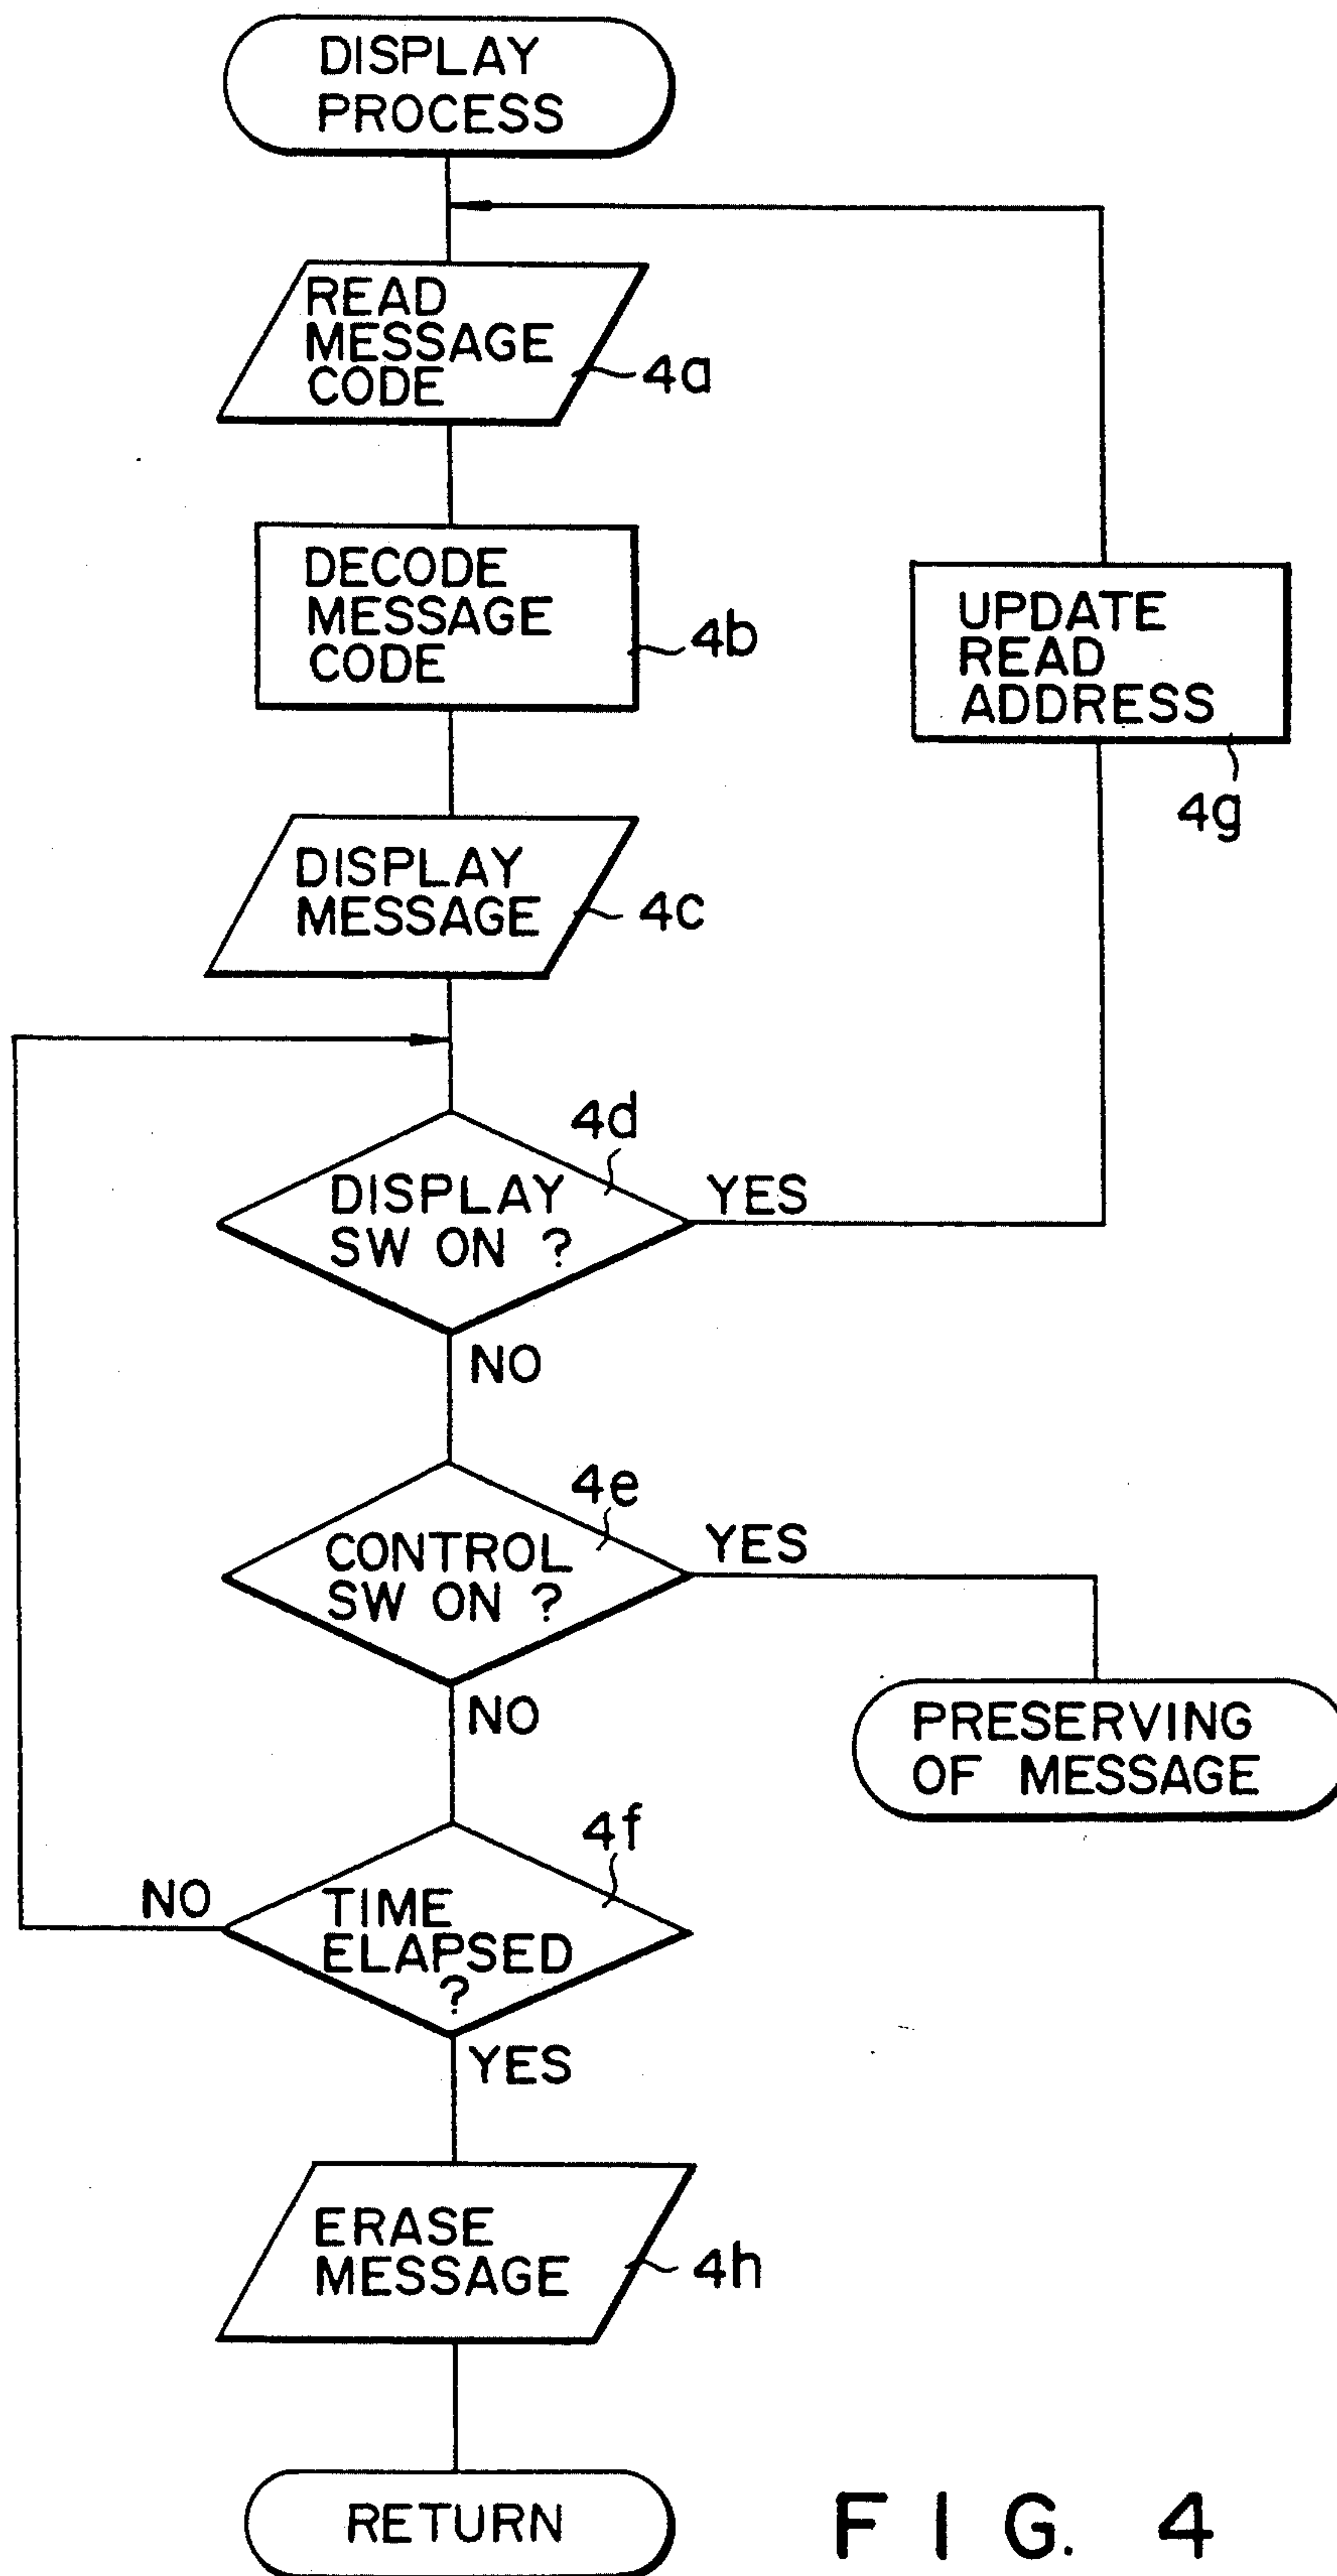 DISPLAY
PROCESS
READ
MESSAGE
CODE
4a
DECODE
MESSAGE
CODE
4b
UPDATE
READ
ADDRESS
4g
DISPLAY
MESSAGE
4c
4d
DISPLAY
SW ON ?
YES
NO
4e
CONTROL
SW ON ?
YES
NO
PRESERVING
OF MESSAGE
4f
TIME
ELAPSED
?
NO
YES
ERASE
MESSAGE
4h
RETURN
FIG. 4